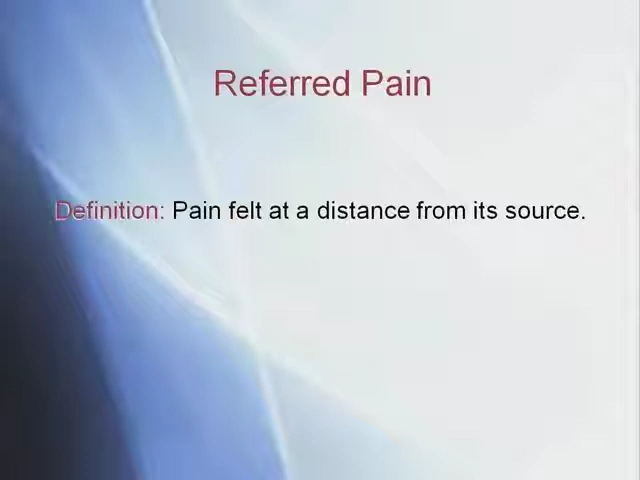 Referred Pain
Definition: Pain felt at a distance from its source.